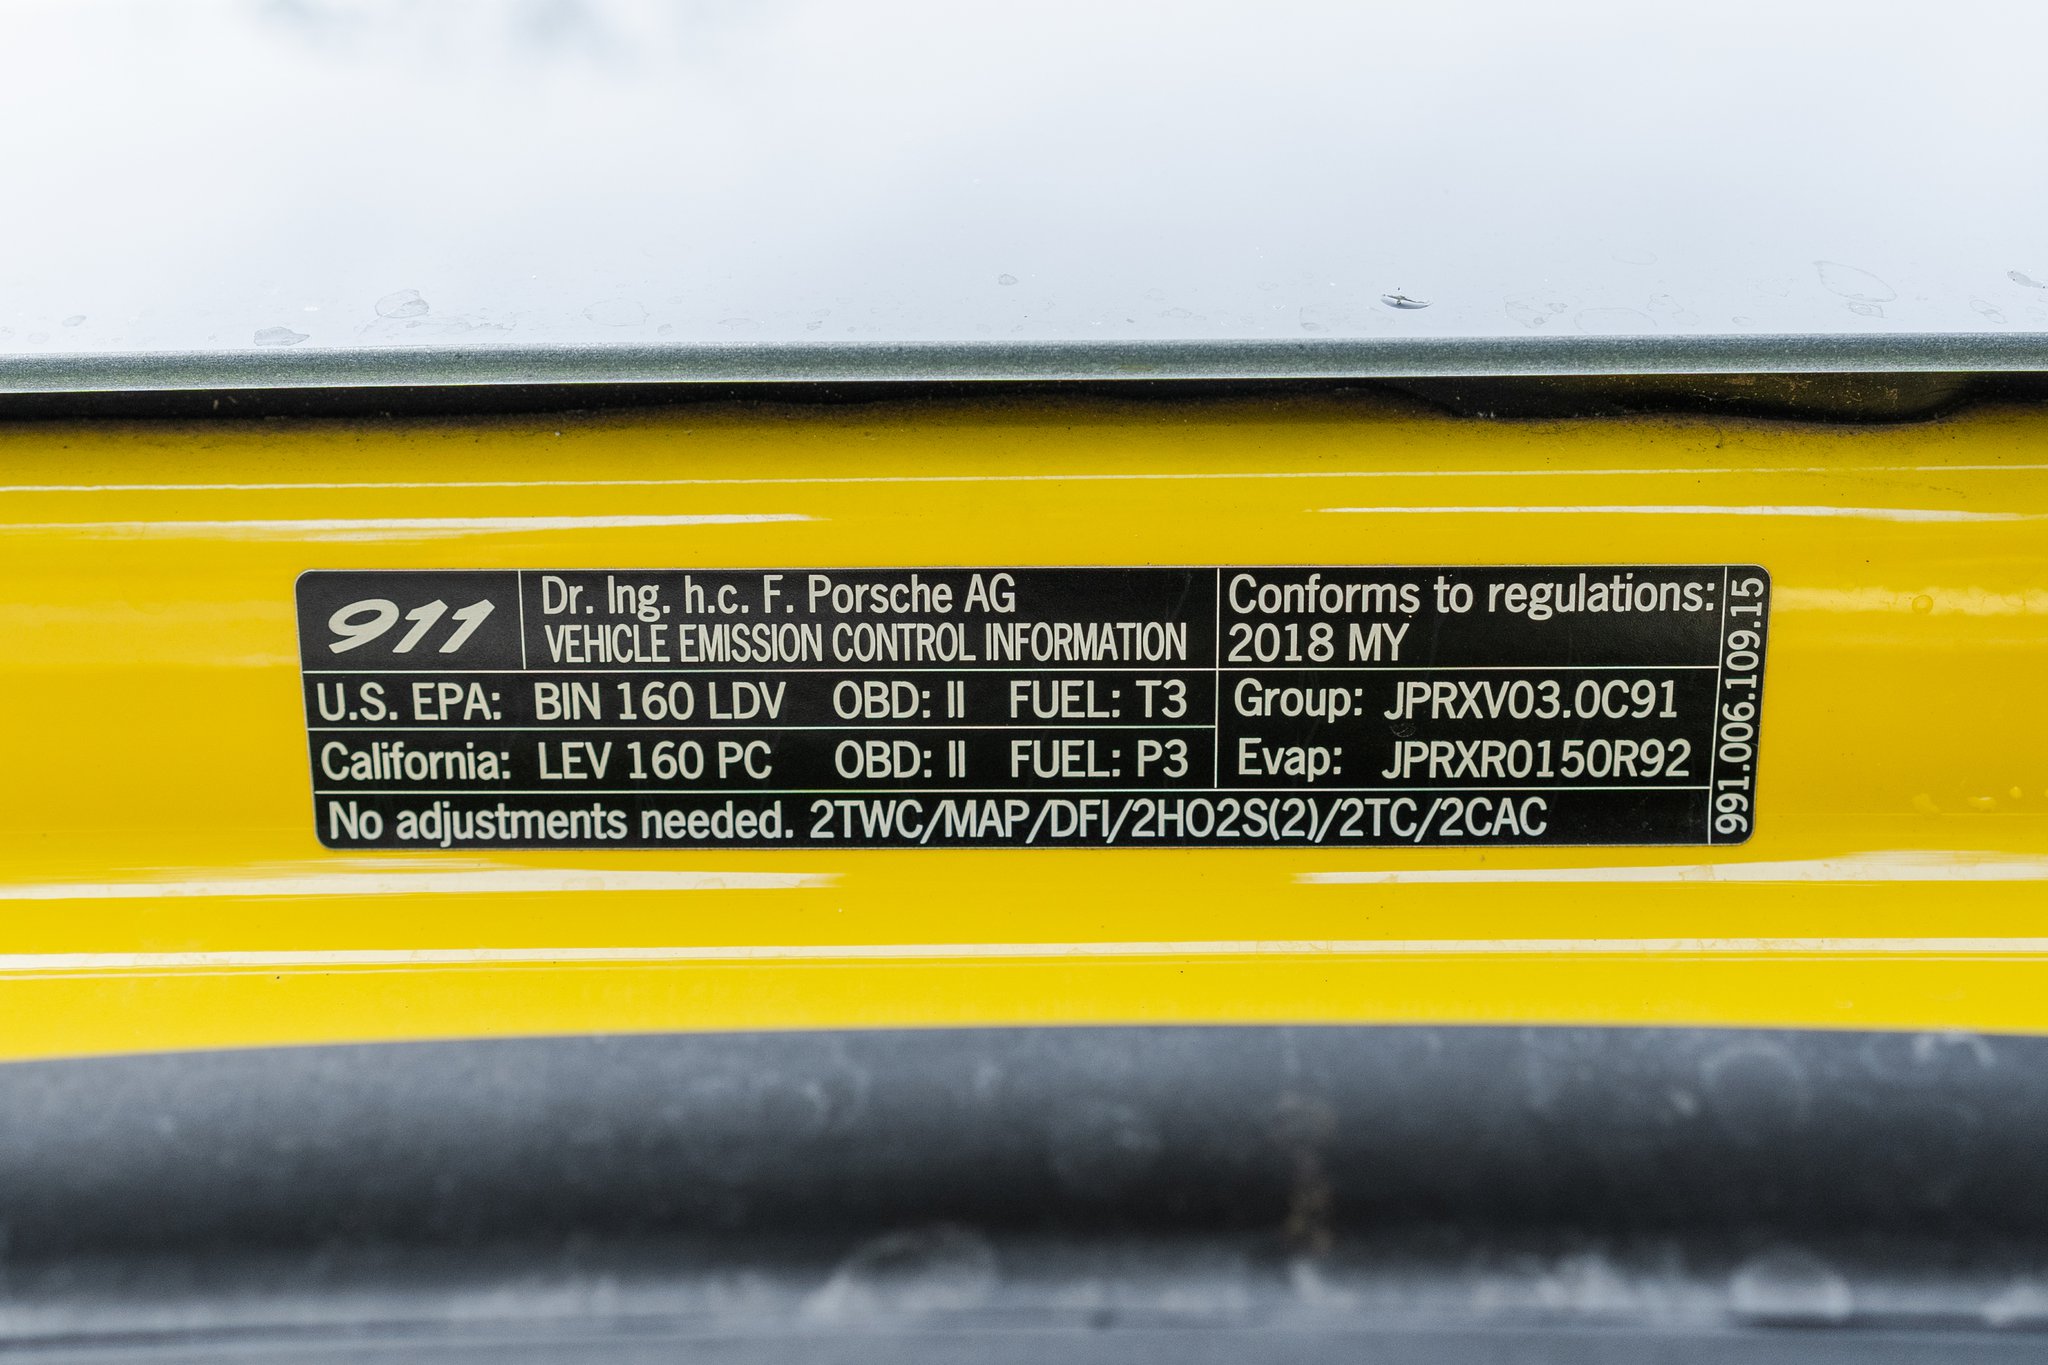 911
Dr. Ing. h.c. F. Porsche AG
VEHICLE EMISSION CONTROL INFORMATION
Conforms to regulations:
2018 MY
U.S. EPA: BIN 160 LDV OBD: II FUEL: T3
Group: JPRXV03.0C91
California: LEV 160 PC OBD: II FUEL: P3
Evap: JPRXR0150R92
No adjustments needed. 2TWC/MAP/DFI/2HO2S(2)/2TC/2CAC
991.006.109.15